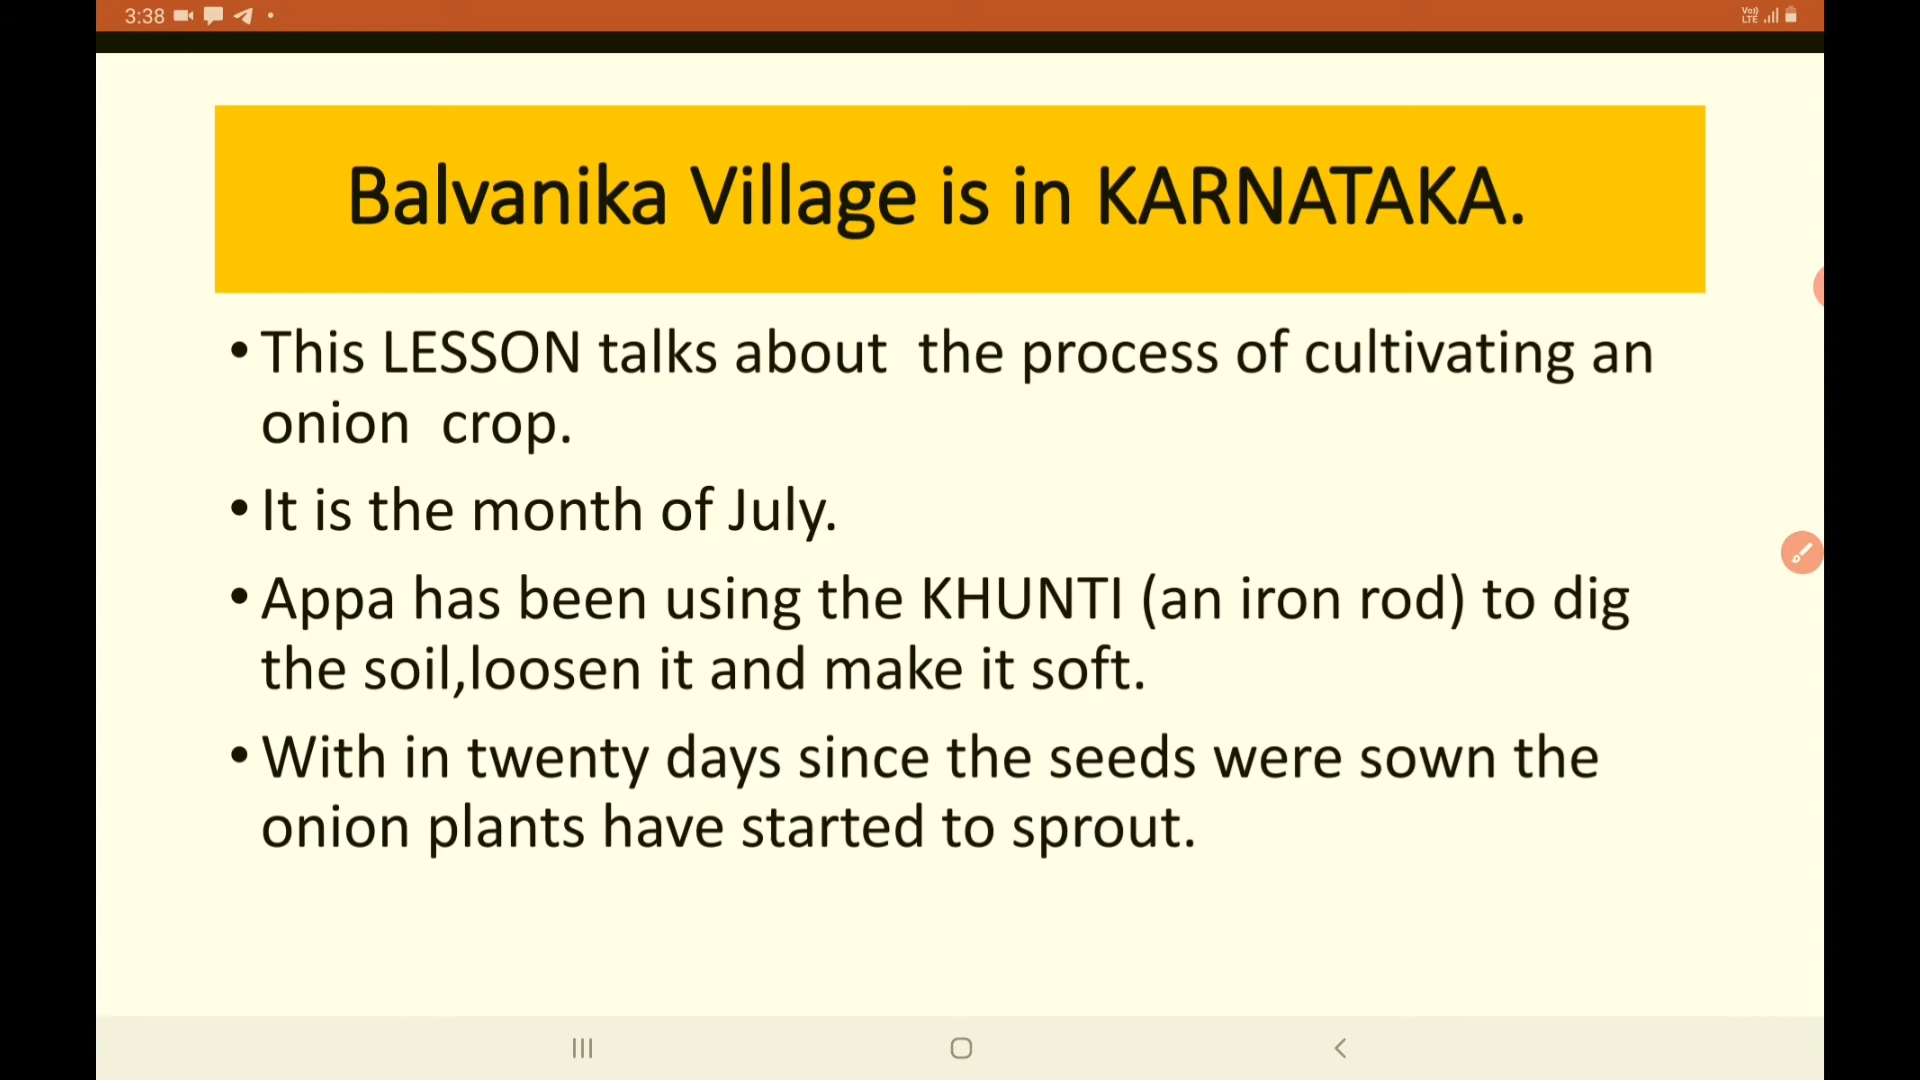 3:38
Vo)) LTE
Balvanika Village is in KARNATAKA.
• This LESSON talks about the process of cultivating an
onion crop.
• It is the month of July.
• Appa has been using the KHUNTI (an iron rod) to dig
the soil,loosen it and make it soft.
• With in twenty days since the seeds were sown the
onion plants have started to sprout.